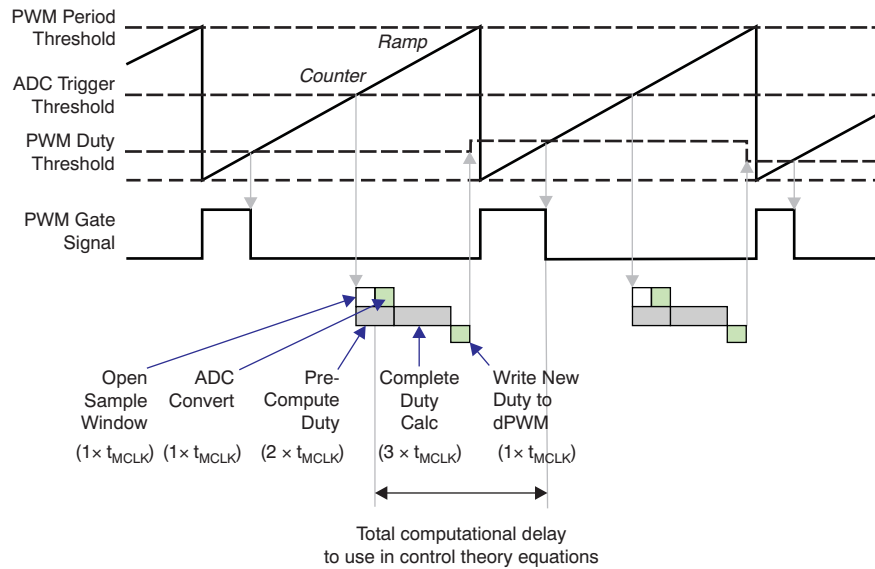 PWM Period
Threshold
Ramp
Counter
ADC Trigger
Threshold
PWM Duty
Threshold
PWM Gate
Signal
Open
Sample
Window
(1× tMCLK)
ADC
Convert
(1× tMCLK)
Pre-
Compute
Duty
(2 × tMCLK)
Complete
Duty
Calc
(3 × tMCLK)
Write New
Duty to
dPWM
(1× tMCLK)
Total computational delay
to use in control theory equations